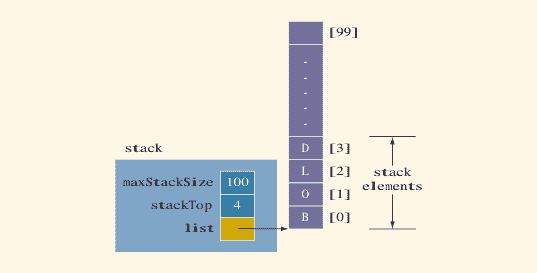 [99]
.
.
.
.
.
D [3]
L [2]
O [1]
B [0]
stack
elements
stack
maxStackSize 100
stackTop 4
list